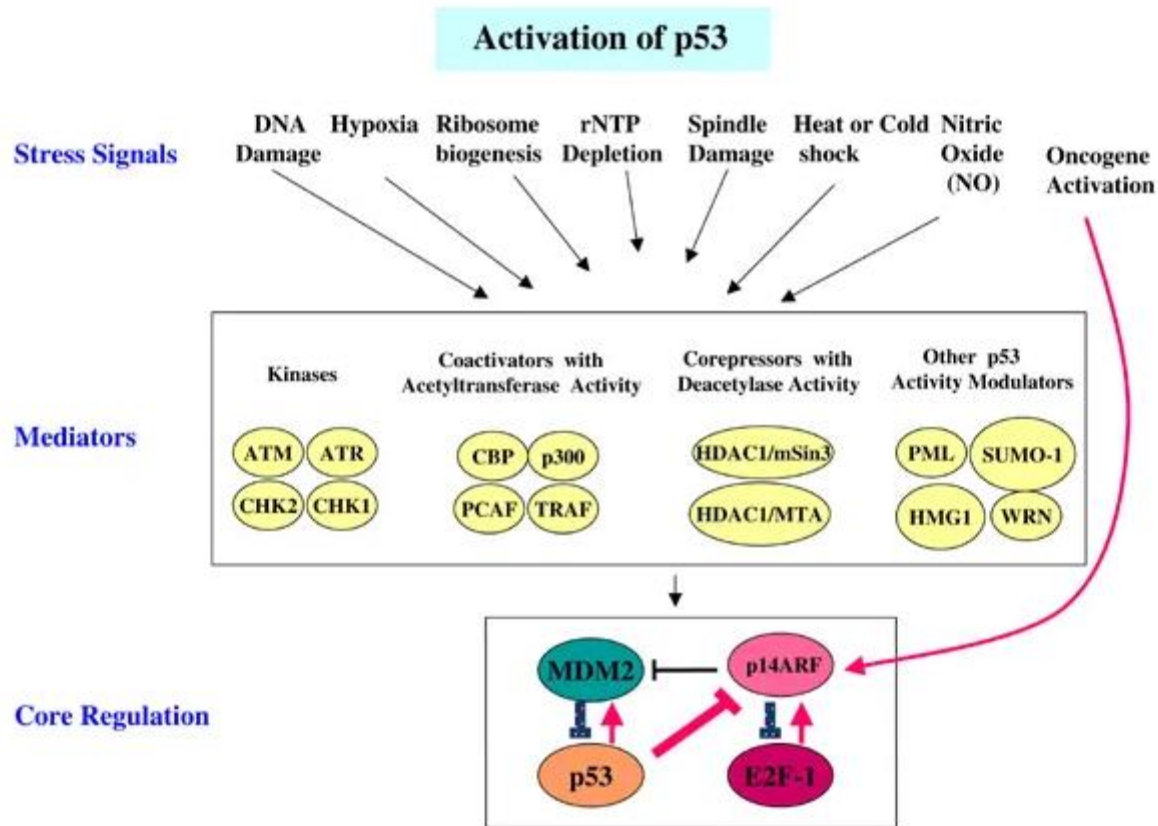 Activation of p53
Stress Signals
DNA
Damage
Hypoxia
Ribosome
biogenesis
rNTP
Depletion
Spindle
Damage
Heat or Cold
shock
Nitric
Oxide
(NO)
Oncogene
Activation
Mediators
Kinases
ATM ATR
CHK2 CHK1
Coactivators with
Acetyltransferase Activity
CBP p300
PCAF TRAF
Corepressors with
Deacetylase Activity
HDAC1/mSin3
HDAC1/MTA
Other p53
Activity Modulators
PML SUMO-1
HMG1 WRN
Core Regulation
MDM2 p14ARF
p53 E2F-1